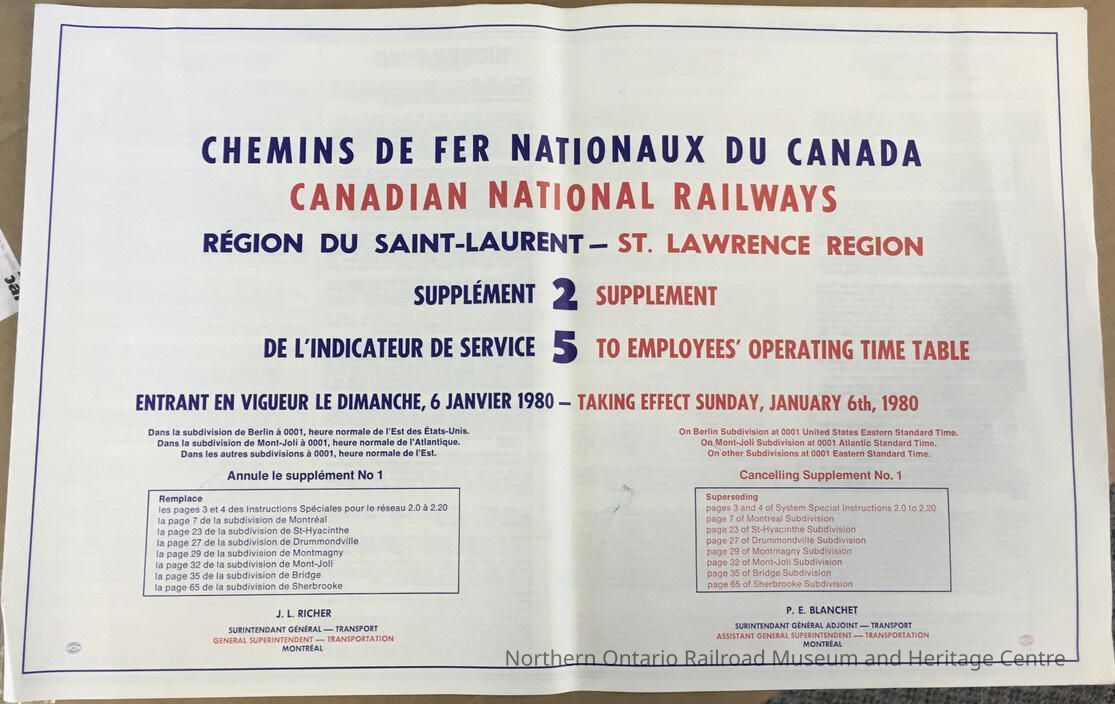 CHEMINS DE FER NATIONAUX DU CANADA
CANADIAN NATIONAL RAILWAYS
RÉGION DU SAINT-LAURENT — ST. LAWRENCE REGION
SUPPLÉMENT 2 SUPPLEMENT
DE L'INDICATEUR DE SERVICE 5 TO EMPLOYEES' OPERATING TIME TABLE
ENTRANT EN VIGUEUR LE DIMANCHE, 6 JANVIER 1980 — TAKING EFFECT SUNDAY, JANUARY 6th, 1980
Dans la subdivision de Berlin à 0001, heure normale de l'Est des États-Unis.
Dans la subdivision de Mont-Joli à 0001, heure normale de l'Atlantique.
Dans les autres subdivisions à 0001, heure normale de l'Est.
Annule le supplément No 1
Remplace
les pages 3 et 4 des Instructions Spéciales pour le réseau 2.0 à 2.20
la page 7 de la subdivision de Montréal
la page 23 de la subdivision de St-Hyacinthe
la page 27 de la subdivision de Drummondville
la page 29 de la subdivision de Montmagny
la page 32 de la subdivision de Mont-Joli
la page 35 de la subdivision de Bridge
la page 65 de la subdivision de Sherbrooke
J. L. RICHER
SURINTENDANT GÉNÉRAL — TRANSPORT
GENERAL SUPERINTENDENT — TRANSPORTATION
MONTRÉAL
On Berlin Subdivision at 0001 United States Eastern Standard Time.
On Mont-Joli Subdivision at 0001 Atlantic Standard Time.
On other Subdivisions at 0001 Eastern Standard Time.
Cancelling Supplement No. 1
Superseding
pages 3 and 4 of System Special Instructions 2.0 to 2.20
page 7 of Montreal Subdivision
page 23 of St-Hyacinthe Subdivision
page 27 of Drummondville Subdivision
page 29 of Montmagny Subdivision
page 32 of Mont-Joli Subdivision
page 35 of Bridge Subdivision
page 65 of Sherbrooke Subdivision
P. E. BLANCHET
SURINTENDANT GÉNÉRAL ADJOINT — TRANSPORT
ASSISTANT GENERAL SUPERINTENDENT — TRANSPORTATION
MONTRÉAL
Northern Ontario Railroad Museum and Heritage Centre